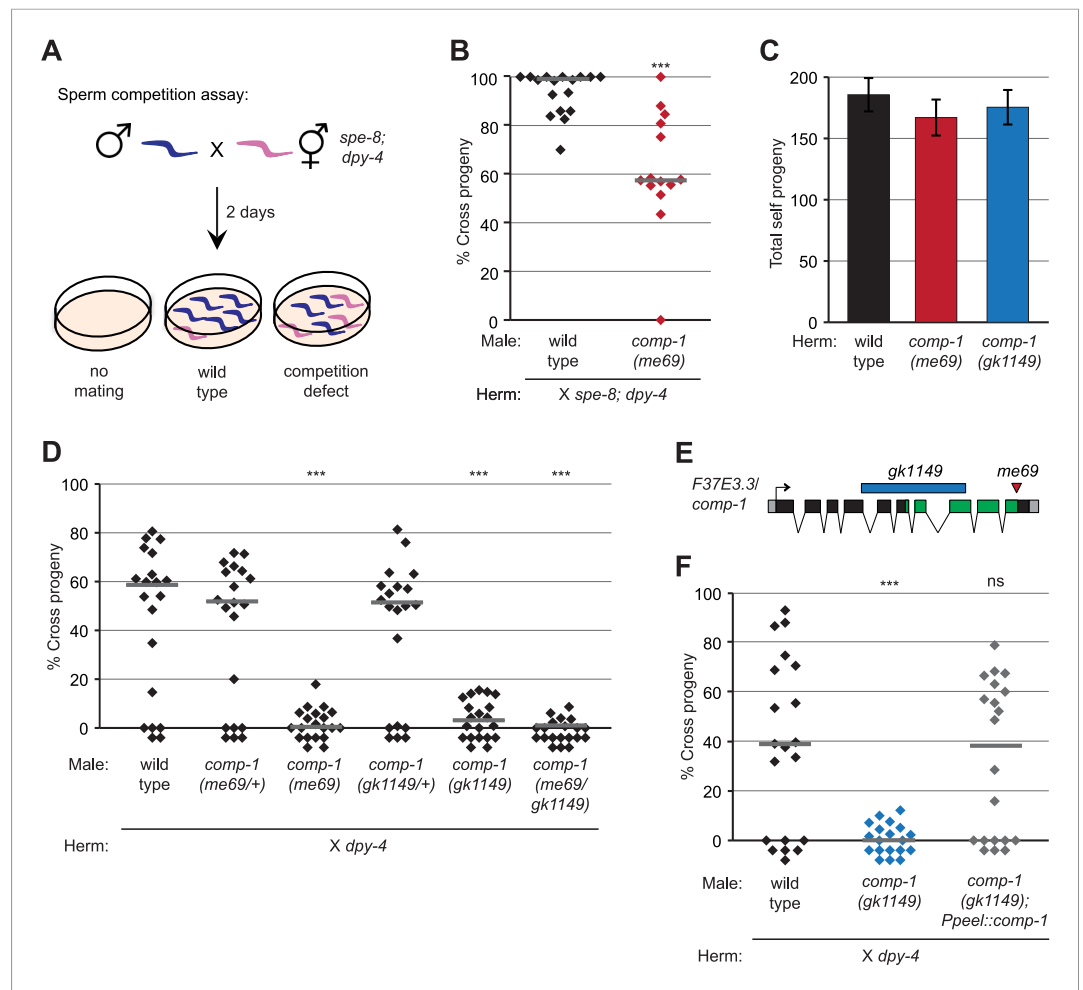 A
Sperm competition assay:
♂ X ⚥ spe-8;
dpy-4
2 days
no
mating
wild
type
competition
defect
B
***
% Cross progeny
100
80
60
40
20
0
Male:
wild
type
comp-1
(me69)
Herm:
X spe-8; dpy-4
C
Total self progeny
200
150
100
50
0
Herm:
wild
type
comp-1
(me69)
comp-1
(gk1149)
D
*** *** ***
% Cross progeny
100
80
60
40
20
0
Male:
wild
type
comp-1
(me69/+)
comp-1
(me69)
comp-1
(gk1149/+)
comp-1
(gk1149)
comp-1
(me69/
gk1149)
Herm:
X dpy-4
E
gk1149 me69
F37E3.3/
comp-1
F
*** ns
% Cross progeny
100
80
60
40
20
0
Male:
wild
type
comp-1
(gk1149)
comp-1
(gk1149);
Ppeel::comp-1
Herm:
X dpy-4